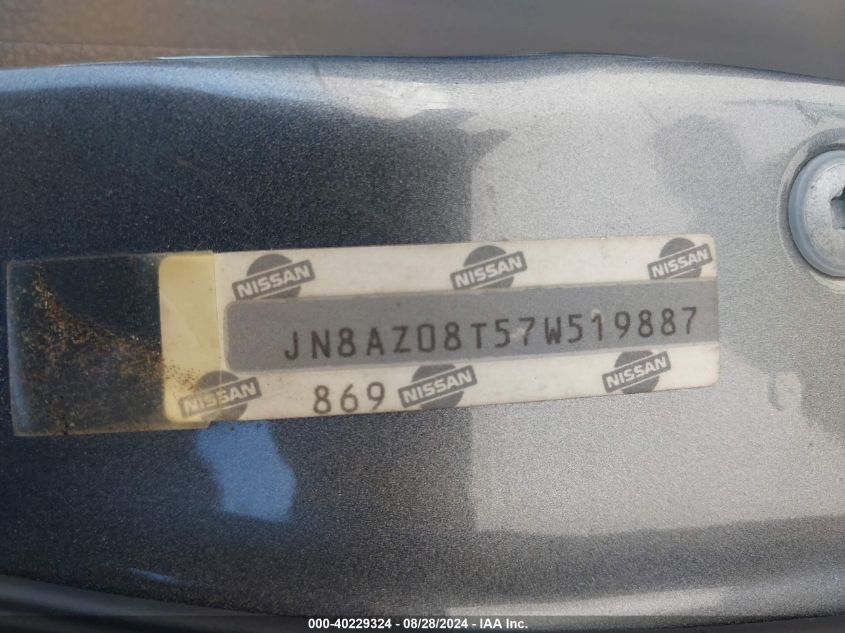 NISSAN NISSAN NISSAN
JN8AZ08T57W519887
NISSAN 869 NISSAN NISSAN
000-40229324 | 08/28/2024 - IAA, Inc.